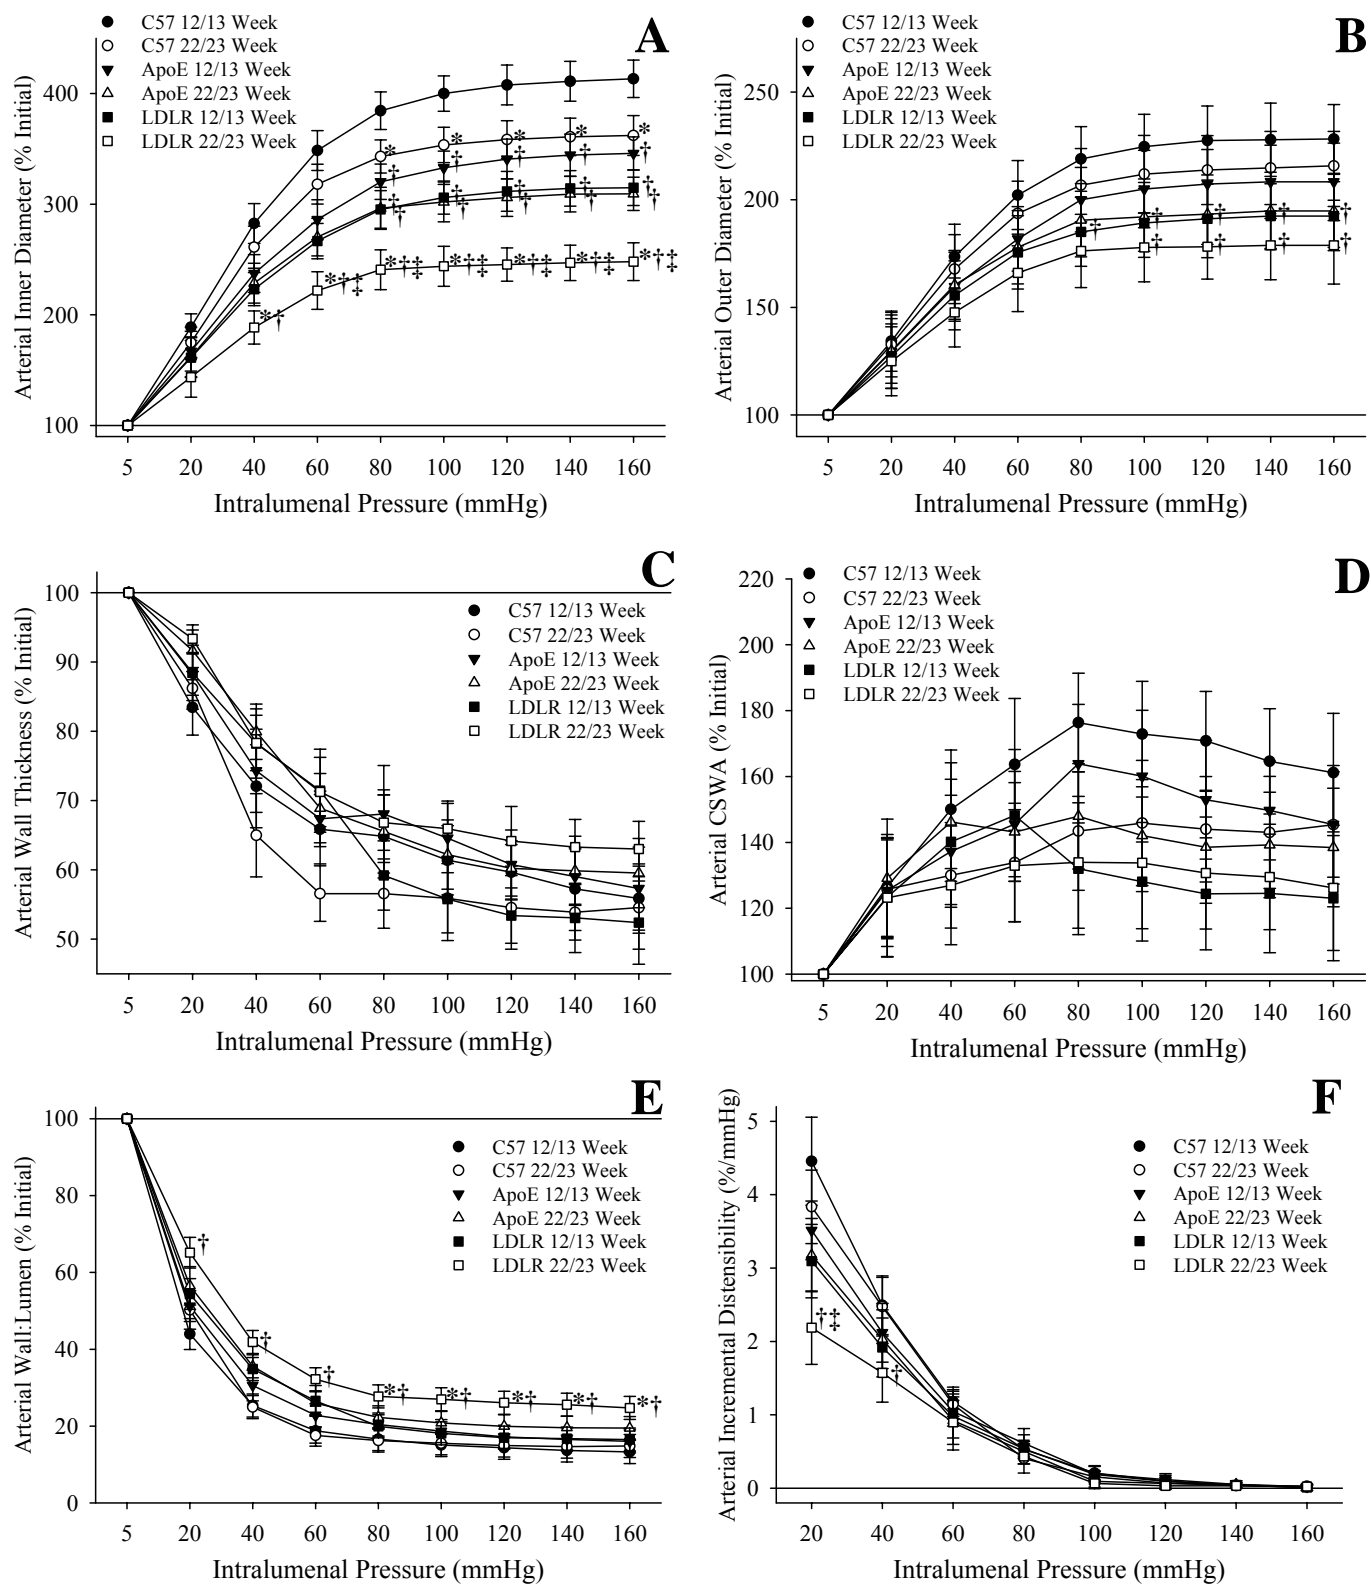 A
C57 12/13 Week
C57 22/23 Week
ApoE 12/13 Week
ApoE 22/23 Week
LDLR 12/13 Week
LDLR 22/23 Week
Arterial Inner Diameter (% Initial)
400
300
200
100
* * * * *
‡ ‡ ‡ ‡ ‡
‡ ‡ ‡ ‡ ‡
‡ ‡ ‡ ‡ ‡
*† *†‡ *†‡ *†‡ *†‡ *†‡ *†‡
5 20 40 60 80 100 120 140 160
Intralumenal Pressure (mmHg)
B
C57 12/13 Week
C57 22/23 Week
ApoE 12/13 Week
ApoE 22/23 Week
LDLR 12/13 Week
LDLR 22/23 Week
Arterial Outer Diameter (% Initial)
250
200
150
100
5 20 40 60 80 100 120 140 160
Intralumenal Pressure (mmHg)
C
C57 12/13 Week
C57 22/23 Week
ApoE 12/13 Week
ApoE 22/23 Week
LDLR 12/13 Week
LDLR 22/23 Week
Arterial Wall Thickness (% Initial)
100
90
80
70
60
50
5 20 40 60 80 100 120 140 160
Intralumenal Pressure (mmHg)
D
C57 12/13 Week
C57 22/23 Week
ApoE 12/13 Week
ApoE 22/23 Week
LDLR 12/13 Week
LDLR 22/23 Week
Arterial CSWA (% Initial)
220
200
180
160
140
120
100
5 20 40 60 80 100 120 140 160
Intralumenal Pressure (mmHg)
E
C57 12/13 Week
C57 22/23 Week
ApoE 12/13 Week
ApoE 22/23 Week
LDLR 12/13 Week
LDLR 22/23 Week
Arterial Wall:Lumen (% Initial)
100
80
60
40
20
0
† † † *† *† *† *† *†
5 20 40 60 80 100 120 140 160
Intralumenal Pressure (mmHg)
F
C57 12/13 Week
C57 22/23 Week
ApoE 12/13 Week
ApoE 22/23 Week
LDLR 12/13 Week
LDLR 22/23 Week
Arterial Incremental Distensibility (%/mmHg)
5
4
3
2
1
0
†‡
†
20 40 60 80 100 120 140 160
Intralumenal Pressure (mmHg)